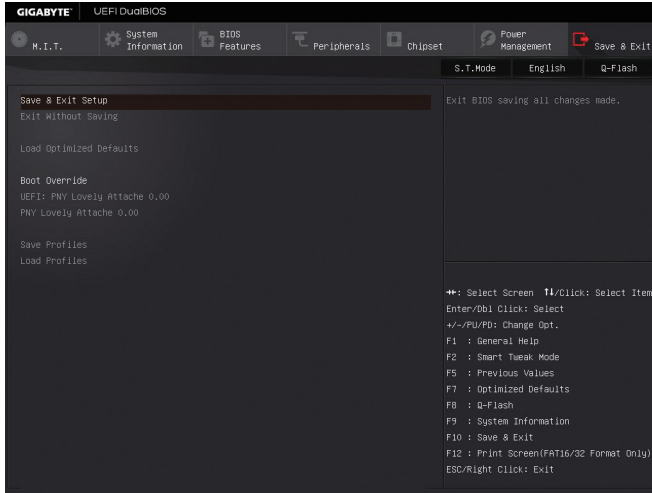 GIGABYTE™ UEFI DualBIOS
M.I.T.
System Information
BIOS Features
Peripherals
Chipset
Power Management
Save & Exit
S.T.Mode English Q-Flash
Save & Exit Setup
Exit Without Saving
Load Optimized Defaults
Boot Override
UEFI: PNY Lovely Attache 0.00
PNY Lovely Attache 0.00
Save Profiles
Load Profiles
Exit BIOS saving all changes made.
→←: Select Screen ↑↓/Click: Select Item
Enter/Dbl Click: Select
+/-/PU/PD: Change Opt.
F1 : General Help
F2 : Smart Tweak Mode
F5 : Previous Values
F7 : Optimized Defaults
F8 : Q-Flash
F9 : System Information
F10 : Save & Exit
F12 : Print Screen(FAT16/32 Format Only)
ESC/Right Click: Exit